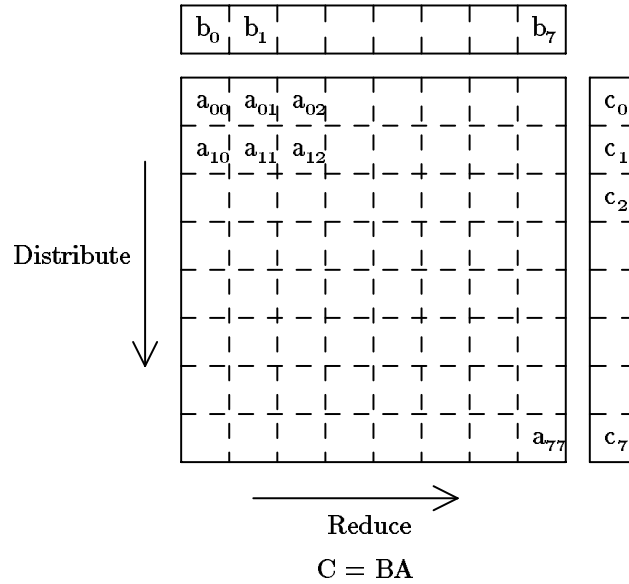 b₀ b₁ b₇
a₀₀ a₀₁ a₀₂ c₀
a₁₀ a₁₁ a₁₂ c₁
c₂
Distribute
a₇₇ c₇
Reduce
C = BA